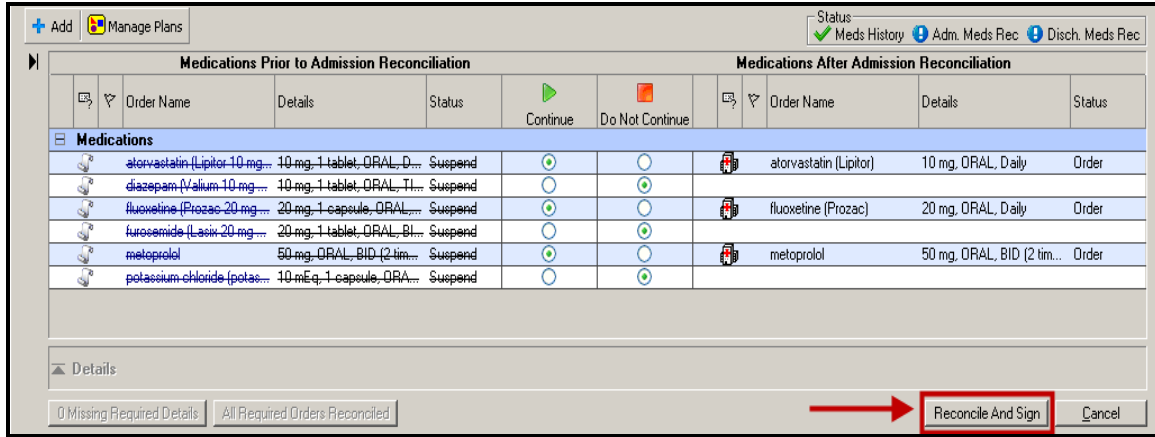 Add Manage Plans
Status
Meds History Adm. Meds Rec Disch. Meds Rec
Medications Prior to Admission Reconciliation Medications After Admission Reconciliation
Order Name Details Status Continue Do Not Continue Order Name Details Status
Medications
atorvastatin (Lipitor 10 mg... 10 mg, 1 tablet, ORAL, D... Suspend atorvastatin (Lipitor) 10 mg, ORAL, Daily Order
diazepam (Valium 10 mg ... 10 mg, 1 tablet, ORAL, TI... Suspend
fluoxetine (Prozac 20 mg ... 20 mg, 1 capsule, ORAL,... Suspend fluoxetine (Prozac) 20 mg, ORAL, Daily Order
furosemide (Lasix 20 mg ... 20 mg, 1 tablet, ORAL, BI... Suspend
metoprolol 50 mg, ORAL, BID (2 tim... Suspend metoprolol 50 mg, ORAL, BID (2 tim... Order
potassium chloride (potas... 10 mEq, 1 capsule, ORA... Suspend
Details
0 Missing Required Details All Required Orders Reconciled Reconcile And Sign Cancel